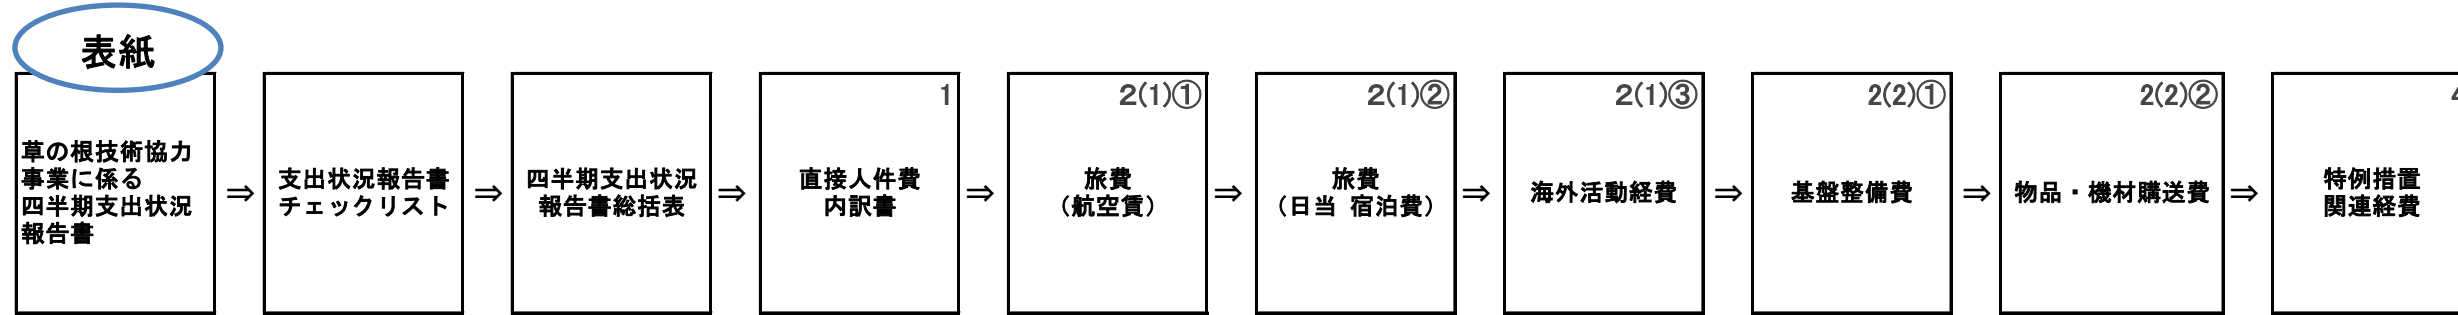 表紙
草の根技術協力
事業に係る
四半期支出状況
報告書
⇒
支出状況報告書
チェックリスト
⇒
四半期支出状況
報告書総括表
⇒
1
直接人件費
内訳書
⇒
2(1)①
旅費
（航空賃）
⇒
2(1)②
旅費
（日当 宿泊費）
⇒
2(1)③
海外活動経費
⇒
2(2)①
基盤整備費
⇒
2(2)②
物品・機材購送費
⇒
特例措置
関連経費